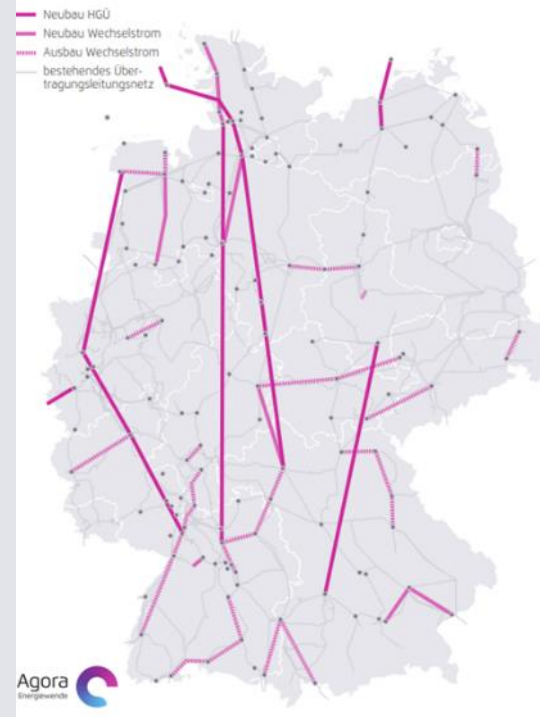 Neubau HGÜ
Neubau Wechselstrom
Ausbau Wechselstrom
bestehendes Über-
tragungsleitungsnetz
Agora
Energiewende